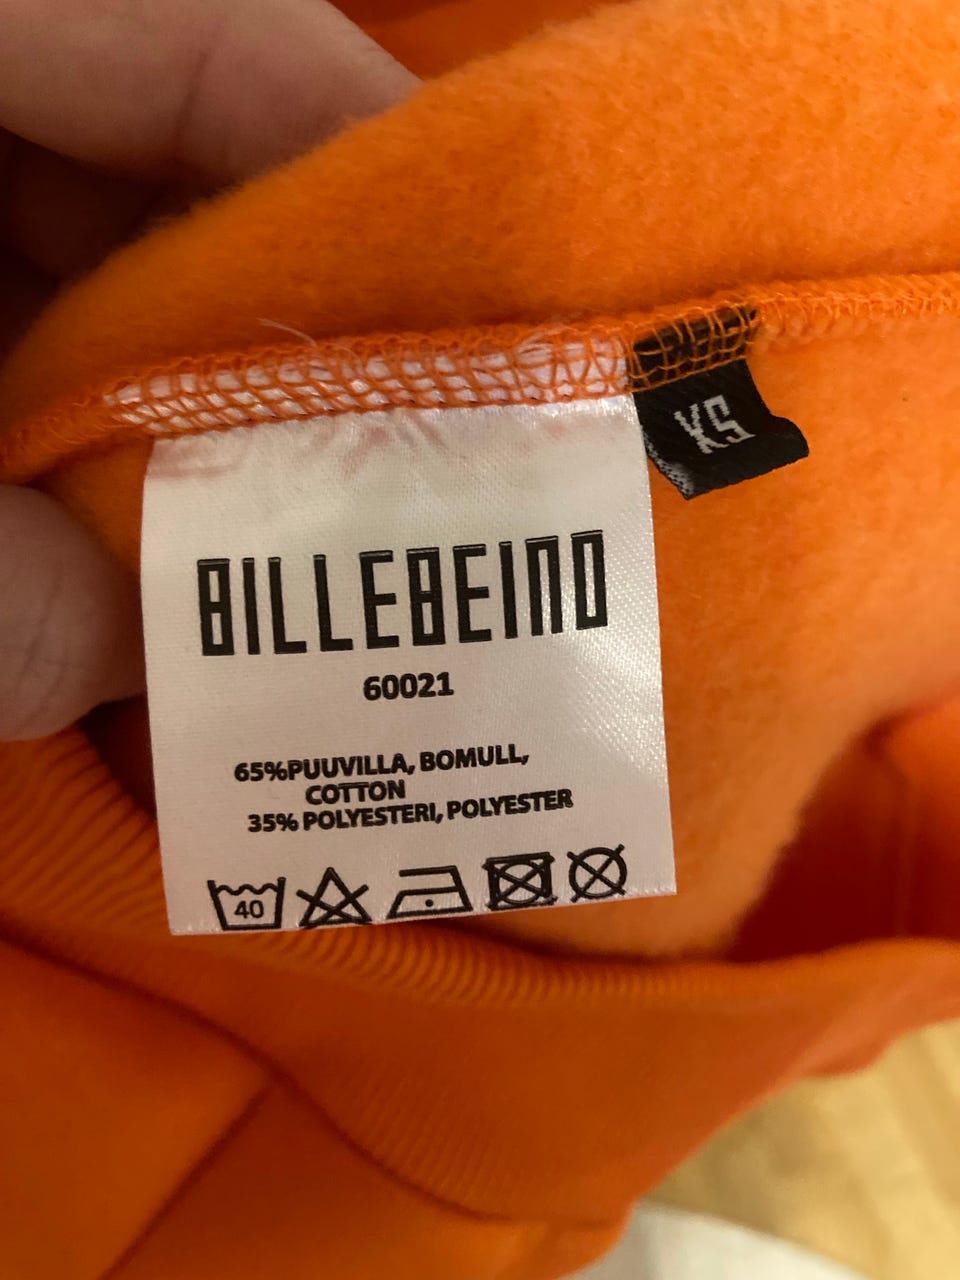 XS
BILLEBEINO
60021
65%PUUVILLA, BOMULL,
COTTON
35% POLYESTERI, POLYESTER
40